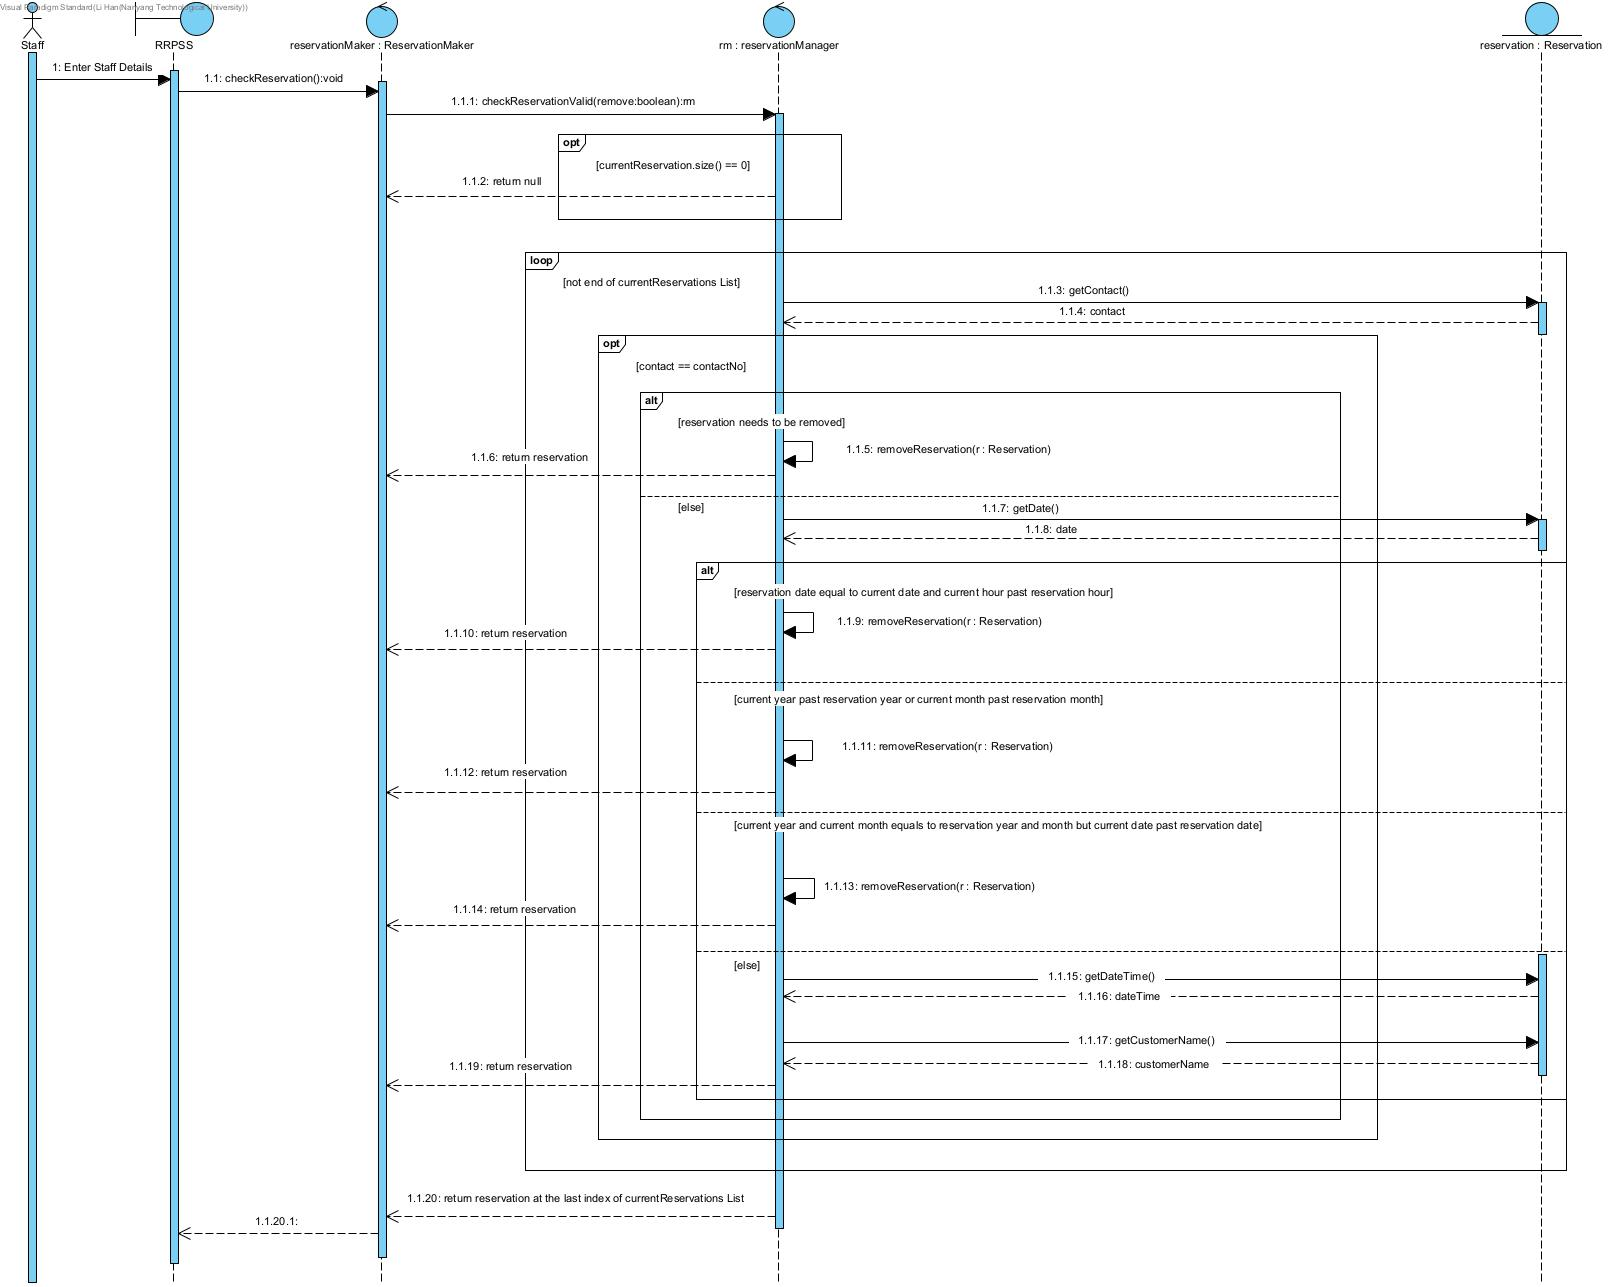 Visual Paradigm Standard(Li Han(Nanyang Technological University))
Staff
RRPSS
reservationMaker : ReservationMaker
rm : reservationManager
reservation : Reservation
1: Enter Staff Details
1.1: checkReservation():void
1.1.1: checkReservationValid(remove:boolean):rm
opt
[currentReservation.size() == 0]
1.1.2: return null
loop
[not end of currentReservations List]
1.1.3: getContact()
1.1.4: contact
opt
[contact == contactNo]
alt
[reservation needs to be removed]
1.1.5: removeReservation(r : Reservation)
1.1.6: return reservation
[else]
1.1.7: getDate()
1.1.8: date
alt
[reservation date equal to current date and current hour past reservation hour]
1.1.9: removeReservation(r : Reservation)
1.1.10: return reservation
[current year past reservation year or current month past reservation month]
1.1.11: removeReservation(r : Reservation)
1.1.12: return reservation
[current year and current month equals to reservation year and month but current date past reservation date]
1.1.13: removeReservation(r : Reservation)
1.1.14: return reservation
[else]
1.1.15: getDateTime()
1.1.16: dateTime
1.1.17: getCustomerName()
1.1.18: customerName
1.1.19: return reservation
1.1.20: return reservation at the last index of currentReservations List
1.1.20.1: